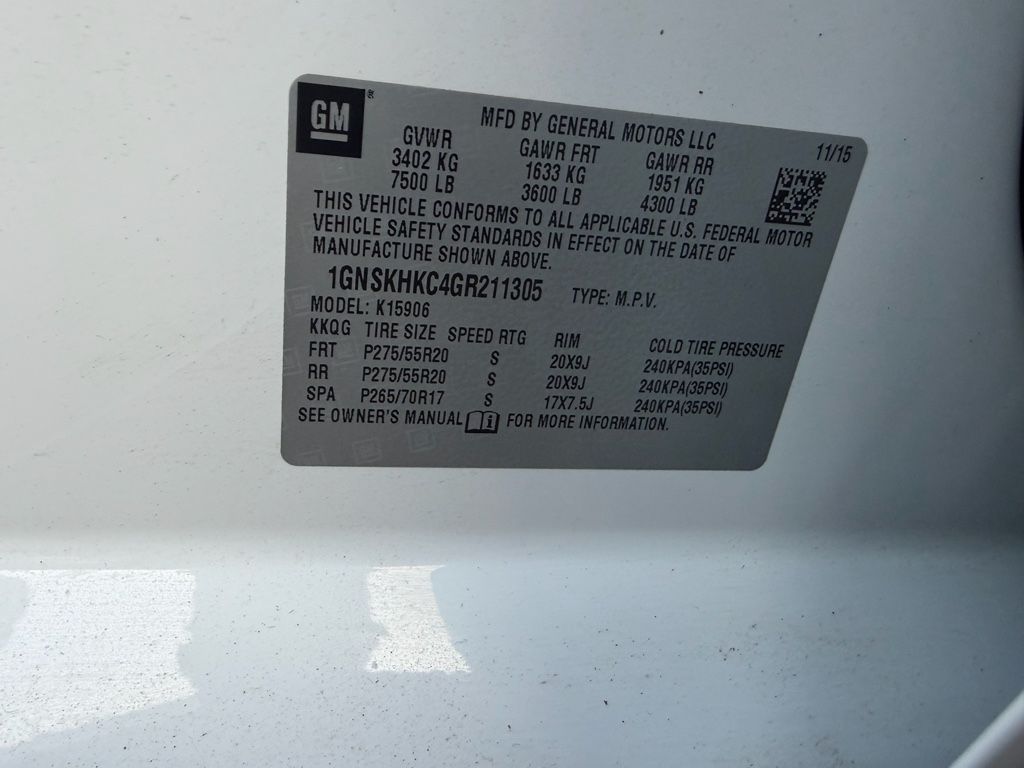 GM
MFD BY GENERAL MOTORS LLC 11/15
GVWR GAWR FRT GAWR RR
3402 KG 1633 KG 1951 KG
7500 LB 3600 LB 4300 LB
THIS VEHICLE CONFORMS TO ALL APPLICABLE U.S. FEDERAL MOTOR
VEHICLE SAFETY STANDARDS IN EFFECT ON THE DATE OF
MANUFACTURE SHOWN ABOVE.
1GNSKHKC4GR211305 TYPE: M.P.V.
MODEL: K15906
KKQG TIRE SIZE SPEED RTG RIM COLD TIRE PRESSURE
FRT P275/55R20 S 20X9J 240KPA(35PSI)
RR P275/55R20 S 20X9J 240KPA(35PSI)
SPA P265/70R17 S 17X7.5J 240KPA(35PSI)
SEE OWNER'S MANUAL i FOR MORE INFORMATION.